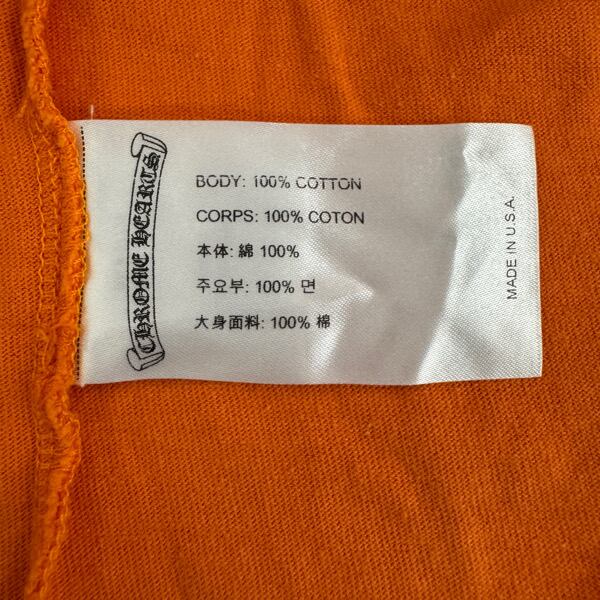 CHROME HEARTS
BODY: 100% COTTON
CORPS: 100% COTON
本体: 綿 100%
주요부: 100% 면
大身面料: 100% 棉
MADE IN U.S.A.